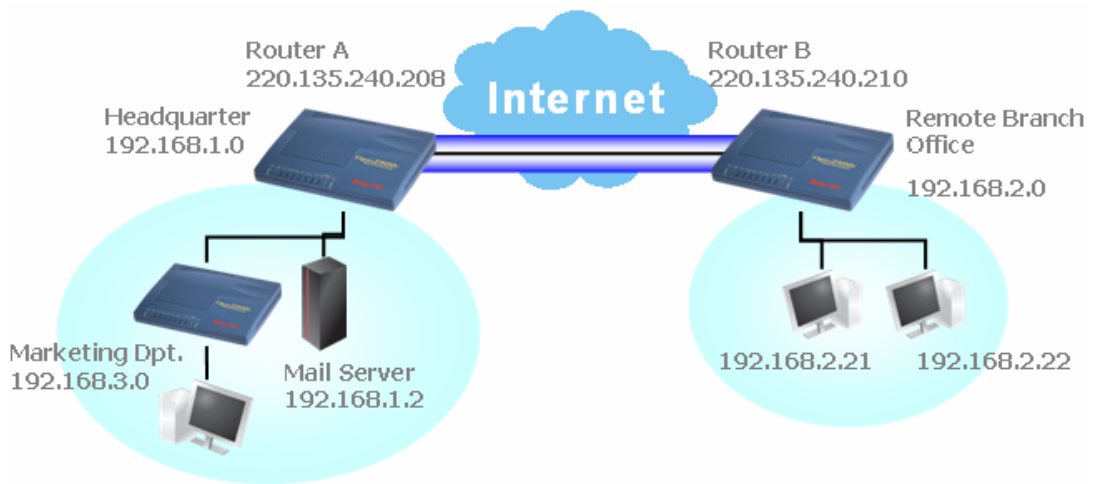 Router A
220.135.240.208
Router B
220.135.240.210
Internet
Headquarter
192.168.1.0
Remote Branch
Office
192.168.2.0
Marketing Dpt.
192.168.3.0
Mail Server
192.168.1.2
192.168.2.21
192.168.2.22